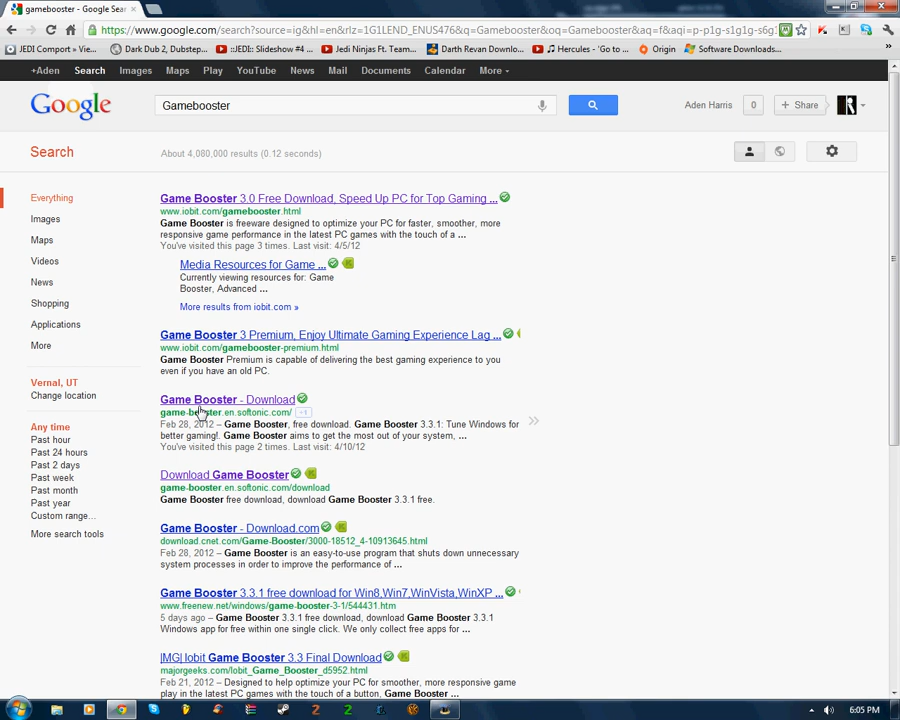 gamebooster - Google Sear
https://www.google.com/search?source=ig&hl=en&rlz=1G1LEND_ENUS476&q=Gamebooster&oq=Gamebooster&aq=f&aqi=p-p1g-s1g1g-s6g1
JEDI Comport = Vie...
Dark Dub 2, Dubstep...
::JEDI:: Slideshow #4 ...
Jedi Ninjas Ft. Team...
Darth Revan Downlo...
Hercules - 'Go to ...
Origin
Software Downloads...
+Aden Search Images Maps Play YouTube News Mail Documents Calendar More
Google
Gamebooster
Aden Harris 0 + Share
Search
About 4,080,000 results (0.12 seconds)
Everything
Images
Maps
Videos
News
Shopping
Applications
More
Vernal, UT
Change location
Any time
Past hour
Past 24 hours
Past 2 days
Past week
Past month
Past year
Custom range...
More search tools
Game Booster 3.0 Free Download, Speed Up PC for Top Gaming ...
www.iobit.com/gamebooster.html
Game Booster is freeware designed to optimize your PC for faster, smoother, more
responsive game performance in the latest PC games with the touch of a ...
You've visited this page 3 times. Last visit: 4/5/12
Media Resources for Game ...
Currently viewing resources for: Game
Booster, Advanced ...
More results from iobit.com »
Game Booster 3 Premium, Enjoy Ultimate Gaming Experience Lag ...
www.iobit.com/gamebooster-premium.html
Game Booster Premium is capable of delivering the best gaming experience to you
even if you have an old PC.
Game Booster - Download
game-booster.en.softonic.com/ +1
Feb 28, 2012 – Game Booster, free download. Game Booster 3.3.1: Tune Windows for
better gaming!. Game Booster aims to get the most out of your system, ...
You've visited this page 2 times. Last visit: 4/10/12
Download Game Booster
game-booster.en.softonic.com/download
Game Booster free download, download Game Booster 3.3.1 free.
Game Booster - Download.com
download.cnet.com/Game-Booster/3000-18512_4-10913645.html
Feb 28, 2012 – Game Booster is an easy-to-use program that shuts down unnecessary
system processes in order to improve the performance of ...
Game Booster 3.3.1 free download for Win8,Win7,WinVista,WinXP ...
www.freenew.net/windows/game-booster-3-1/544431.htm
5 days ago – Game Booster 3.3.1 free download, download Game Booster 3.3.1
Windows app for free within one single click. We only collect free apps for ...
|MG| Iobit Game Booster 3.3 Final Download
majorgeeks.com/Iobit_Game_Booster_d5952.html
Feb 21, 2012 – Designed to help optimize your PC for smoother, more responsive game
play in the latest PC games with the touch of a button, Game Booster ...
6:05 PM